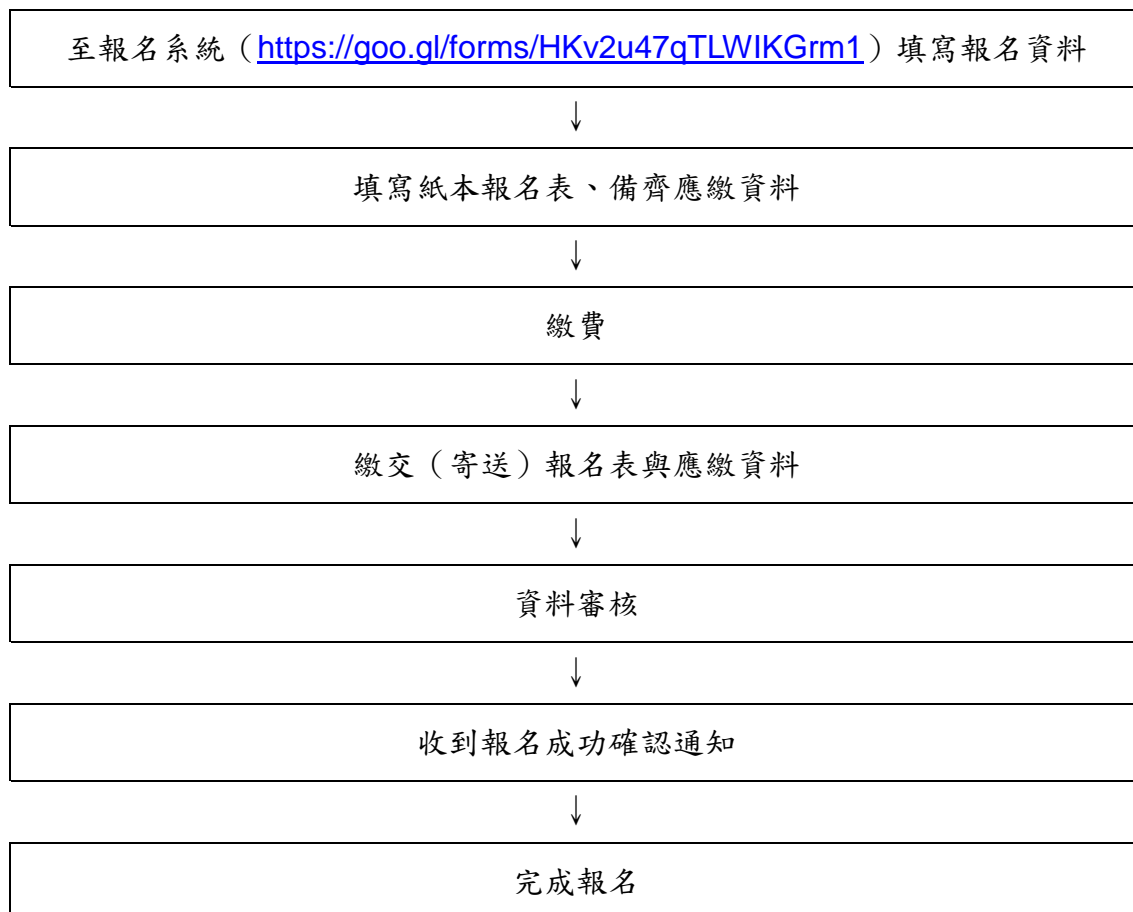 至報名系統（https://goo.gl/forms/HKv2u47qTLWIKGrm1）填寫報名資料
↓
填寫紙本報名表、備齊應繳資料
↓
繳費
↓
繳交（寄送）報名表與應繳資料
↓
資料審核
↓
收到報名成功確認通知
↓
完成報名